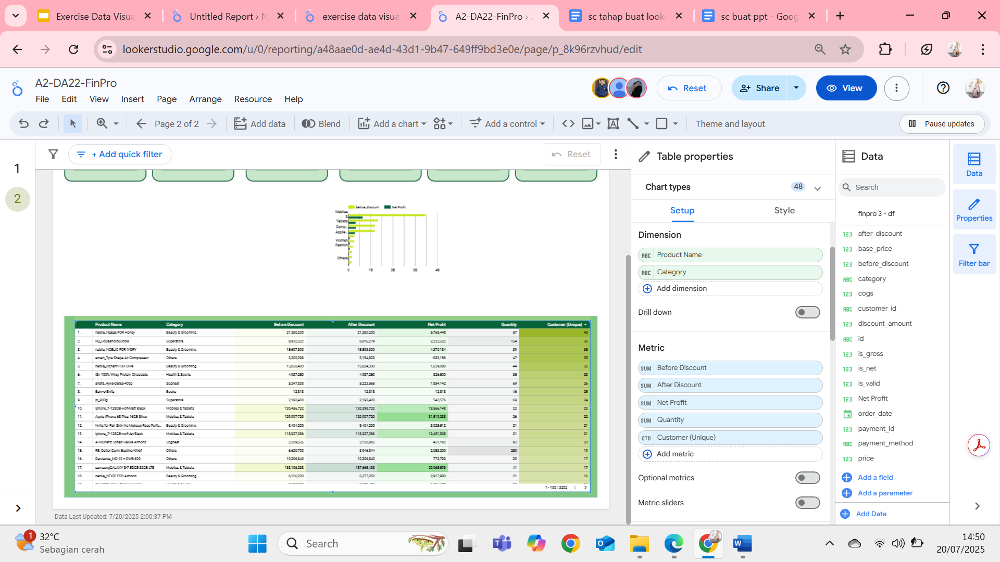 Exercise Data Visua
Untitled Report › N
exercise data visua
A2-DA22-FinPro › 2
sc tahap buat look
sc buat ppt - Goog
lookerstudio.google.com/u/0/reporting/a48aae0d-ae4d-43d1-9b47-649ff9bd3e0e/page/p_8k96rzvhud/edit
A2-DA22-FinPro
File Edit View Insert Page Arrange Resource Help
Reset
Share
View
Page 2 of 2
Add data
Blend
Add a chart
Add a control
Theme and layout
Pause updates
+ Add quick filter
Reset
1
2
before_discount Net Profit
Mobiles &
Tablets
Comp...
Applia...
Women
Fashion
Others
0 1B 2B 3B 4B
Product Name Category Before Discount After Discount Net Profit Quantity Customer (Unique)
1. nabila_Ngage FOR Honey Beauty & Grooming 21,280,200 21,280,200 5,768,448 57 43
2. RB_HouseholdBundle Superstore 8,932,522 8,816,279 2,233,522 154 36
3. nabila_NGELIC FOR IVORY Beauty & Grooming 15,607,800 15,593,300 4,370,184 39 35
4. emart_Tyre Shape Air Compressor Others 3,203,398 3,154,823 -283,156 47 35
5. nabila_Nchant FOR Olive Beauty & Grooming 13,850,400 13,824,300 1,639,080 44 32
6. iSn 100% Whey Protein Chocolate Health & Sports 4,937,250 4,937,250 826,500 35 28
7. alrafa_Ajwa-Dates-400g Soghaat 5,247,838 5,223,565 1,854,142 69 26
8. Bahr-e-Shifa Books 12,818 12,818 12,818 46 25
9. jn_900g Superstore 2,192,400 2,192,400 543,576 69 24
10. iphone_7-128GB-wof-Matt Black Mobiles & Tablets 130,456,732 130,398,732 18,566,148 23 23
11. Apple iPhone 6S Plus 16GB Silver Mobiles & Tablets 129,997,720 129,997,720 31,519,288 26 22
12. Nvite for Fair Skin No Makeup Face Perfe... Beauty & Grooming 8,404,200 8,404,200 3,025,512 21 21
13. iphone_7-128GB-wof-Jet Black Mobiles & Tablets 118,927,086 118,927,086 19,451,808 21 21
14. Al Muhafiz Sohan Halwa Almond Soghaat 2,209,626 2,120,885 451,182 93 20
15. RB_Dettol Germ Busting Kit-bf Others 6,620,700 3,946,844 2,053,200 250 19
16. Dawlance_MD 10 + DWB 600 Others 10,206,840 10,206,840 772,792 23 17
17. samsungGALAXY S-7 EDGE 32GB LTE Mobiles & Tablets 188,106,238 187,665,438 29,065,598 41 17
18. nabila_NTICE FOR Almond Beauty & Grooming 6,316,200 6,277,050 2,917,980 21 16
1 - 100 / 3202
Data Last Updated: 7/20/2025 2:00:37 PM
Table properties
Chart types 48
Setup Style
Dimension
ABC Product Name
ABC Category
Add dimension
Drill down
Metric
SUM Before Discount
SUM After Discount
SUM Net Profit
SUM Quantity
CTD Customer (Unique)
Add metric
Optional metrics
Metric sliders
Data
Search
finpro 3 - df
123 after_discount
123 base_price
123 before_discount
ABC category
123 cogs
ABC customer_id
123 discount_amount
ABC id
123 is_gross
123 is_net
123 is_valid
123 Net Profit
order_date
123 payment_id
ABC payment_method
123 price
Add a field
Add a parameter
Add Data
Data
Properties
Filter bar
1
32°C
Sebagian cerah
Search
14:50
20/07/2025